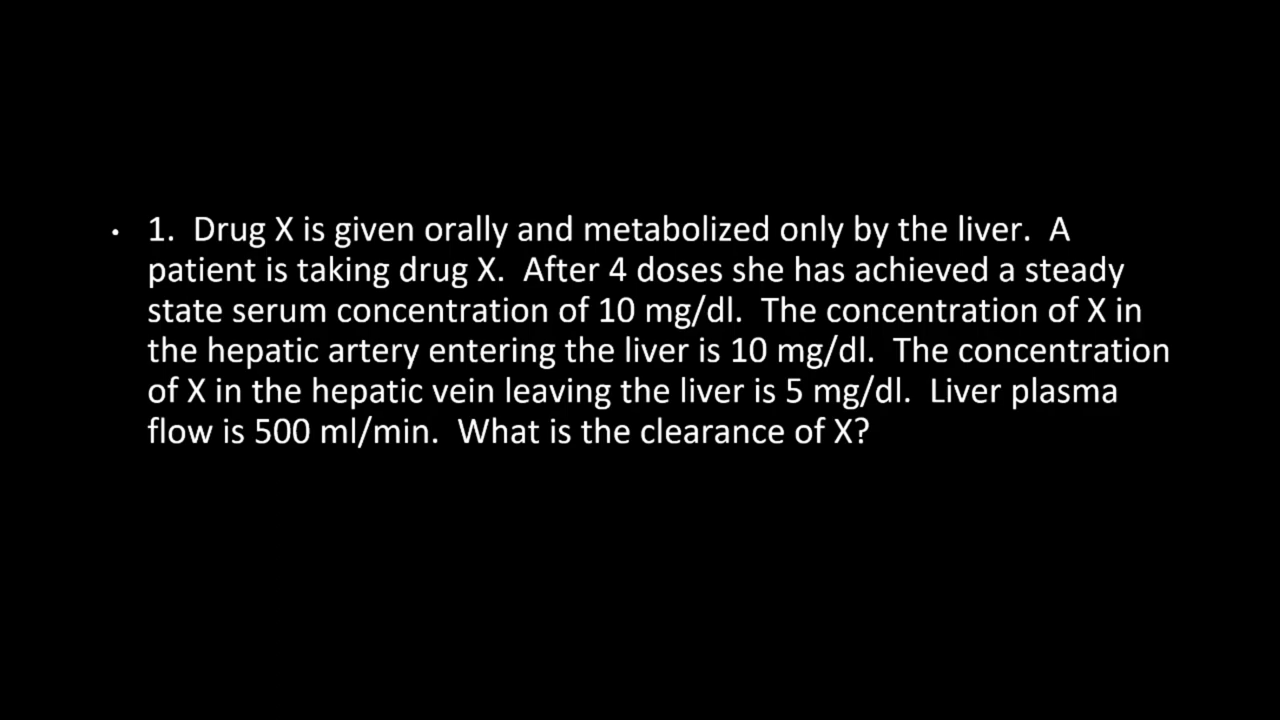 • 1.  Drug X is given orally and metabolized only by the liver.  A
patient is taking drug X.  After 4 doses she has achieved a steady
state serum concentration of 10 mg/dl.  The concentration of X in
the hepatic artery entering the liver is 10 mg/dl.  The concentration
of X in the hepatic vein leaving the liver is 5 mg/dl.  Liver plasma
flow is 500 ml/min.  What is the clearance of X?